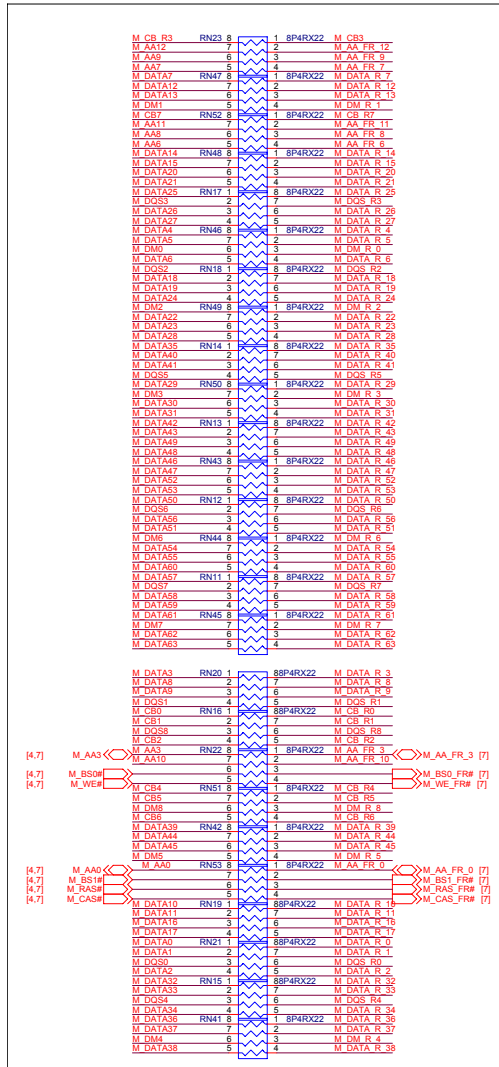 M_CB_R3 RN23 8 1 8P4RX22 M_CB3
M_AA12 7 2 M_AA_FR_12
M_AA9 6 3 M_AA_FR_9
M_AA7 5 4 M_AA_FR_7
M_DATA7 RN47 8 1 8P4RX22 M_DATA_R_7
M_DATA12 7 2 M_DATA_R_12
M_DATA13 6 3 M_DATA_R_13
M_DM1 5 4 M_DM_R_1
M_CB7 RN52 8 1 8P4RX22 M_CB_R7
M_AA11 7 2 M_AA_FR_11
M_AA8 6 3 M_AA_FR_8
M_AA6 5 4 M_AA_FR_6
M_DATA14 RN48 8 1 8P4RX22 M_DATA_R_14
M_DATA15 7 2 M_DATA_R_15
M_DATA20 6 3 M_DATA_R_20
M_DATA21 5 4 M_DATA_R_21
M_DATA25 RN17 1 8 8P4RX22 M_DATA_R_25
M_DQS3 2 7 M_DQS_R3
M_DATA26 3 6 M_DATA_R_26
M_DATA27 4 5 M_DATA_R_27
M_DATA4 RN46 8 1 8P4RX22 M_DATA_R_4
M_DATA5 7 2 M_DATA_R_5
M_DM0 6 3 M_DM_R_0
M_DATA6 5 4 M_DATA_R_6
M_DQS2 RN18 1 8 8P4RX22 M_DQS_R2
M_DATA18 2 7 M_DATA_R_18
M_DATA19 3 6 M_DATA_R_19
M_DATA24 4 5 M_DATA_R_24
M_DM2 RN49 8 1 8P4RX22 M_DM_R_2
M_DATA22 7 2 M_DATA_R_22
M_DATA23 6 3 M_DATA_R_23
M_DATA28 5 4 M_DATA_R_28
M_DATA35 RN14 1 8 8P4RX22 M_DATA_R_35
M_DATA40 2 7 M_DATA_R_40
M_DATA41 3 6 M_DATA_R_41
M_DQS5 4 5 M_DQS_R5
M_DATA29 RN50 8 1 8P4RX22 M_DATA_R_29
M_DM3 7 2 M_DM_R_3
M_DATA30 6 3 M_DATA_R_30
M_DATA31 5 4 M_DATA_R_31
M_DATA42 RN13 1 8 8P4RX22 M_DATA_R_42
M_DATA43 2 7 M_DATA_R_43
M_DATA49 3 6 M_DATA_R_49
M_DATA48 4 5 M_DATA_R_48
M_DATA46 RN43 8 1 8P4RX22 M_DATA_R_46
M_DATA47 7 2 M_DATA_R_47
M_DATA52 6 3 M_DATA_R_52
M_DATA53 5 4 M_DATA_R_53
M_DATA50 RN12 1 8 8P4RX22 M_DATA_R_50
M_DQS6 2 7 M_DQS_R6
M_DATA56 3 6 M_DATA_R_56
M_DATA51 4 5 M_DATA_R_51
M_DM6 RN44 8 1 8P4RX22 M_DM_R_6
M_DATA54 7 2 M_DATA_R_54
M_DATA55 6 3 M_DATA_R_55
M_DATA60 5 4 M_DATA_R_60
M_DATA57 RN11 1 8 8P4RX22 M_DATA_R_57
M_DQS7 2 7 M_DQS_R7
M_DATA58 3 6 M_DATA_R_58
M_DATA59 4 5 M_DATA_R_59
M_DATA61 RN45 8 1 8P4RX22 M_DATA_R_61
M_DM7 7 2 M_DM_R_7
M_DATA62 6 3 M_DATA_R_62
M_DATA63 5 4 M_DATA_R_63
M_DATA3 RN20 1 88P4RX22 M_DATA_R_3
M_DATA8 2 7 M_DATA_R_8
M_DATA9 3 6 M_DATA_R_9
M_DQS1 4 5 M_DQS_R1
M_CB0 RN16 1 88P4RX22 M_CB_R0
M_CB1 2 7 M_CB_R1
M_DQS8 3 6 M_DQS_R8
M_CB2 4 5 M_CB_R2
[4,7] M_AA3 M_AA3 RN22 8 1 8P4RX22 M_AA_FR_3 M_AA_FR_3 [7]
M_AA10 7 2 M_AA_FR_10
[4,7] M_BS0# 6 3 M_BS0_FR# [7]
[4,7] M_WE# 5 4 M_WE_FR# [7]
M_CB4 RN51 8 1 8P4RX22 M_CB_R4
M_CB5 7 2 M_CB_R5
M_DM8 6 3 M_DM_R_8
M_CB6 5 4 M_CB_R6
M_DATA39 RN42 8 1 8P4RX22 M_DATA_R_39
M_DATA44 7 2 M_DATA_R_44
M_DATA45 6 3 M_DATA_R_45
M_DM5 5 4 M_DM_R_5
[4,7] M_AA0 M_AA0 RN53 8 1 8P4RX22 M_AA_FR_0 M_AA_FR_0 [7]
[4,7] M_BS1# 7 2 M_BS1_FR# [7]
[4,7] M_RAS# 6 3 M_RAS_FR# [7]
[4,7] M_CAS# 5 4 M_CAS_FR# [7]
M_DATA10 RN19 1 88P4RX22 M_DATA_R_10
M_DATA11 2 7 M_DATA_R_11
M_DATA16 3 6 M_DATA_R_16
M_DATA17 4 5 M_DATA_R_17
M_DATA0 RN21 1 88P4RX22 M_DATA_R_0
M_DATA1 2 7 M_DATA_R_1
M_DQS0 3 6 M_DQS_R0
M_DATA2 4 5 M_DATA_R_2
M_DATA32 RN15 1 88P4RX22 M_DATA_R_32
M_DATA33 2 7 M_DATA_R_33
M_DQS4 3 6 M_DQS_R4
M_DATA34 4 5 M_DATA_R_34
M_DATA36 RN41 8 1 8P4RX22 M_DATA_R_36
M_DATA37 7 2 M_DATA_R_37
M_DM4 6 3 M_DM_R_4
M_DATA38 5 4 M_DATA_R_38